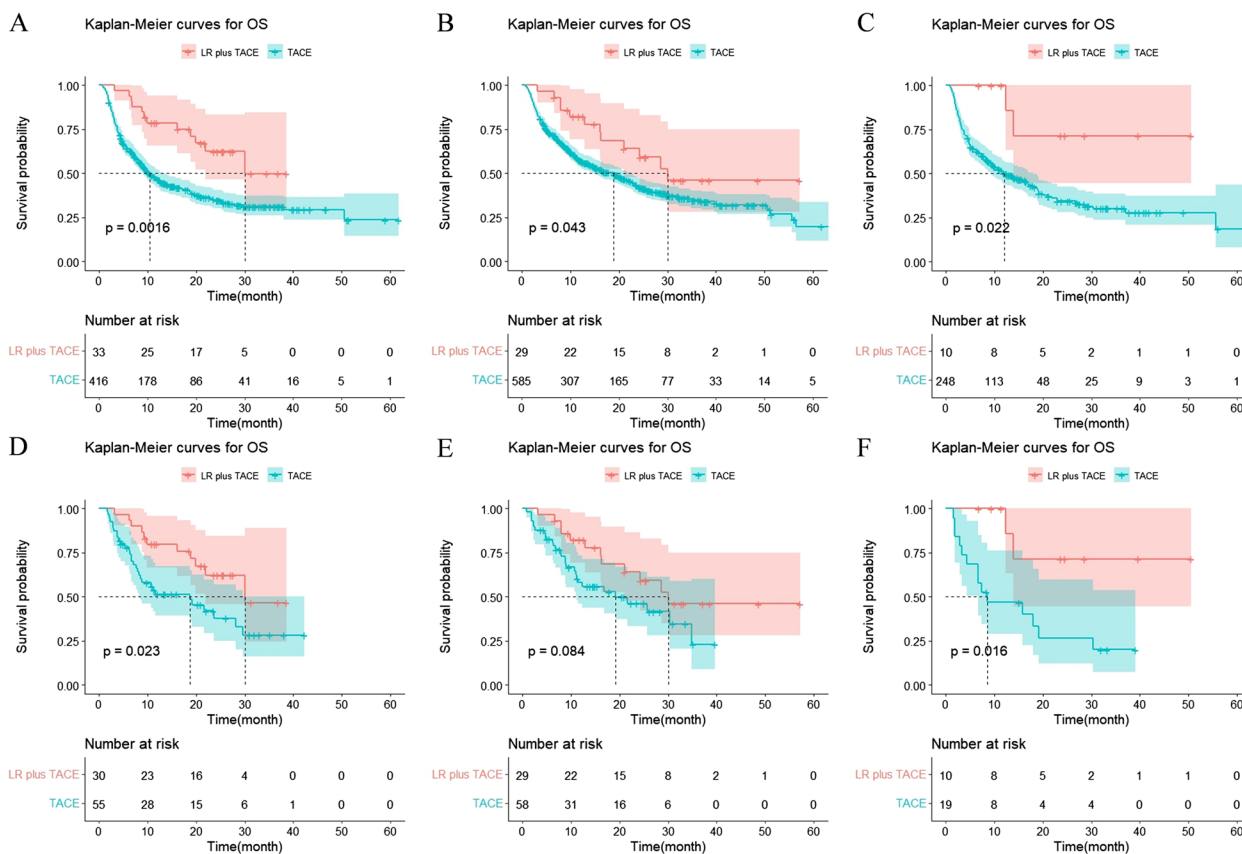 A
Kaplan-Meier curves for OS
LR plus TACE TACE
Survival probability
1.00
0.75
0.50
0.25
0.00
p = 0.0016
0 10 20 30 40 50 60
Time(month)
Number at risk
LR plus TACE 33 25 17 5 0 0 0
TACE 416 178 86 41 16 5 1
0 10 20 30 40 50 60
Time(month)
B
Kaplan-Meier curves for OS
LR plus TACE TACE
Survival probability
1.00
0.75
0.50
0.25
0.00
p = 0.043
0 10 20 30 40 50 60
Time(month)
Number at risk
LR plus TACE 29 22 15 8 2 1 0
TACE 585 307 165 77 33 14 5
0 10 20 30 40 50 60
Time(month)
C
Kaplan-Meier curves for OS
LR plus TACE TACE
Survival probability
1.00
0.75
0.50
0.25
0.00
p = 0.022
0 10 20 30 40 50 60
Time(month)
Number at risk
LR plus TACE 10 8 5 2 1 1 0
TACE 248 113 48 25 9 3 1
0 10 20 30 40 50 60
Time(month)
D
Kaplan-Meier curves for OS
LR plus TACE TACE
Survival probability
1.00
0.75
0.50
0.25
0.00
p = 0.023
0 10 20 30 40 50 60
Time(month)
Number at risk
LR plus TACE 30 23 16 4 0 0 0
TACE 55 28 15 6 1 0 0
0 10 20 30 40 50 60
Time(month)
E
Kaplan-Meier curves for OS
LR plus TACE TACE
Survival probability
1.00
0.75
0.50
0.25
0.00
p = 0.084
0 10 20 30 40 50 60
Time(month)
Number at risk
LR plus TACE 29 22 15 8 2 1 0
TACE 58 31 16 6 0 0 0
0 10 20 30 40 50 60
Time(month)
F
Kaplan-Meier curves for OS
LR plus TACE TACE
Survival probability
1.00
0.75
0.50
0.25
0.00
p = 0.016
0 10 20 30 40 50 60
Time(month)
Number at risk
LR plus TACE 10 8 5 2 1 1 0
TACE 19 8 4 4 0 0 0
0 10 20 30 40 50 60
Time(month)